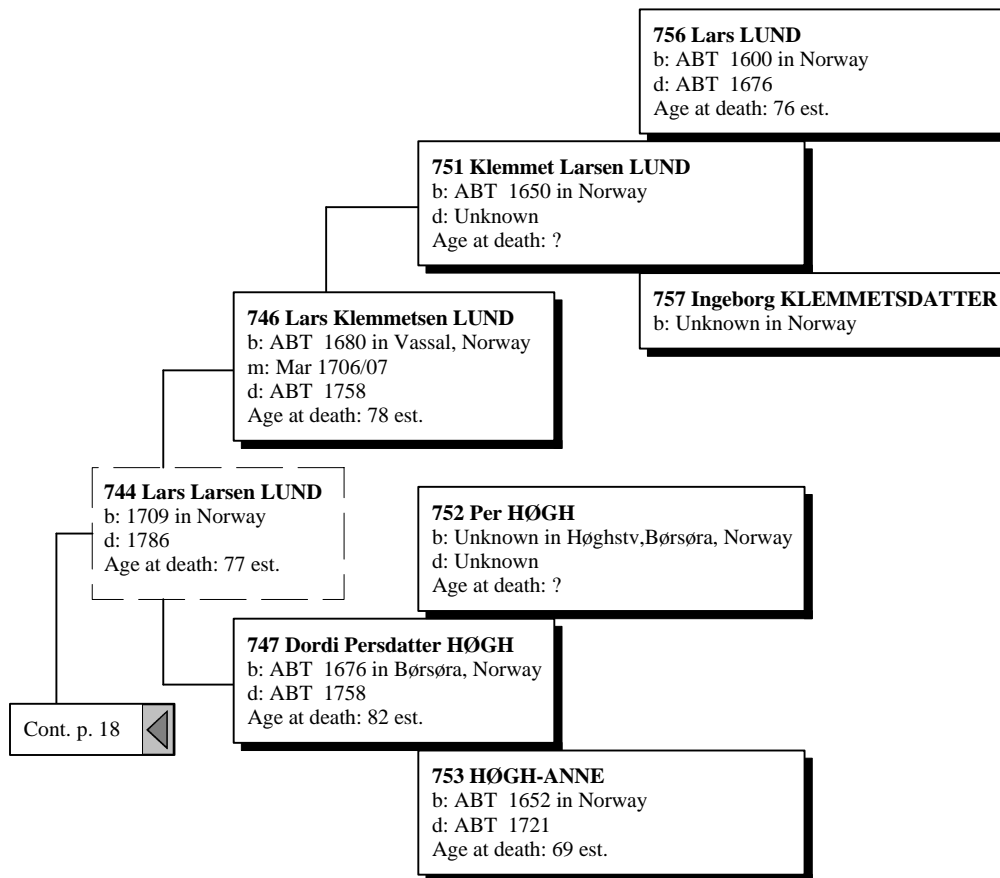 756 Lars LUND
b: ABT  1600 in Norway
d: ABT  1676
Age at death: 76 est.
751 Klemmet Larsen LUND
b: ABT  1650 in Norway
d: Unknown
Age at death: ?
757 Ingeborg KLEMMETSDATTER
b: Unknown in Norway
746 Lars Klemmetsen LUND
b: ABT  1680 in Vassal, Norway
m: Mar 1706/07
d: ABT  1758
Age at death: 78 est.
744 Lars Larsen LUND
b: 1709 in Norway
d: 1786
Age at death: 77 est.
752 Per HØGH
b: Unknown in Høghstv,Børsøra, Norway
d: Unknown
Age at death: ?
747 Dordi Persdatter HØGH
b: ABT  1676 in Børsøra, Norway
d: ABT  1758
Age at death: 82 est.
Cont. p. 18
753 HØGH-ANNE
b: ABT  1652 in Norway
d: ABT  1721
Age at death: 69 est.